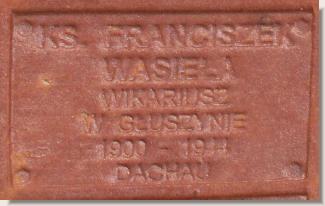 KS. FRANCISZEK
WASIEŁA
WIKARIUSZ
W GŁUSZYNIE
1900 - 1944
DACHAU